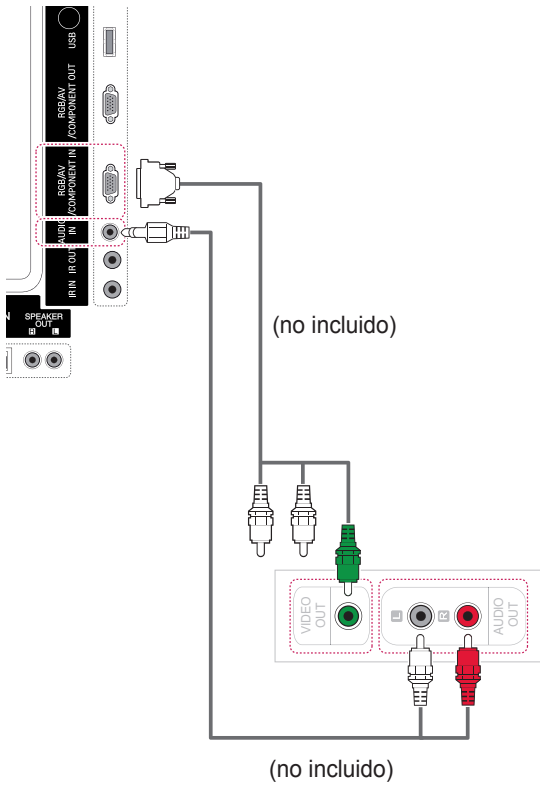 USB
RGB/AV
/COMPONENT OUT
RGB/AV
/COMPONENT IN
AUDIO
IN
IR OUT
IR IN
N
SPEAKER
OUT
R L
(no incluido)
VIDEO
OUT
L
R
AUDIO
OUT
(no incluido)